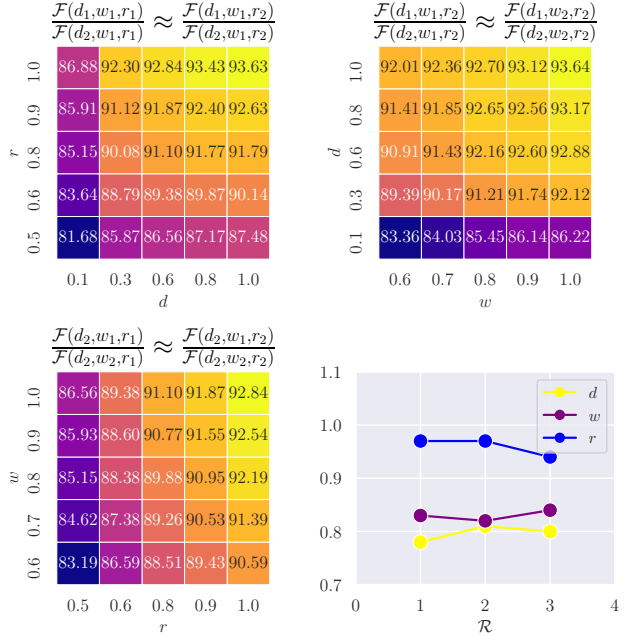 F(d1,w1,r1)/F(d2,w1,r1) ≈ F(d1,w1,r2)/F(d2,w1,r2)
1.0 86.88 92.30 92.84 93.43 93.63
0.9 85.91 91.12 91.87 92.40 92.63
0.8 85.15 90.08 91.10 91.77 91.79
0.6 83.64 88.79 89.38 89.87 90.14
0.5 81.68 85.87 86.56 87.17 87.48
r
0.1 0.3 0.6 0.8 1.0
d
F(d1,w1,r2)/F(d2,w1,r2) ≈ F(d1,w2,r2)/F(d2,w2,r2)
1.0 92.01 92.36 92.70 93.12 93.64
0.8 91.41 91.85 92.65 92.56 93.17
0.6 90.91 91.43 92.16 92.60 92.88
0.3 89.39 90.17 91.21 91.74 92.12
0.1 83.36 84.03 85.45 86.14 86.22
d
0.6 0.7 0.8 0.9 1.0
w
F(d2,w1,r1)/F(d2,w2,r1) ≈ F(d2,w1,r2)/F(d2,w2,r2)
1.0 86.56 89.38 91.10 91.87 92.84
0.9 85.93 88.60 90.77 91.55 92.54
0.8 85.15 88.38 89.88 90.95 92.19
0.7 84.62 87.38 89.26 90.53 91.39
0.6 83.19 86.59 88.51 89.43 90.59
w
0.5 0.6 0.8 0.9 1.0
r
1.1
1.0
0.9
0.8
0.7
d
w
r
0 1 2 3 4
R